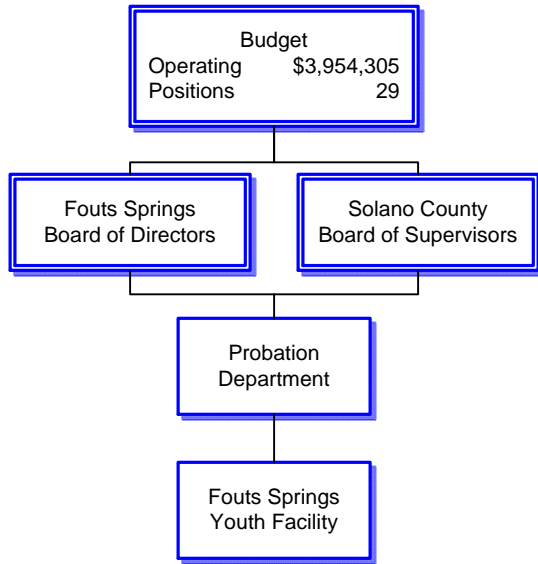 Budget
Operating $3,954,305
Positions 29
Fouts Springs
Board of Directors
Solano County
Board of Supervisors
Probation
Department
Fouts Springs
Youth Facility